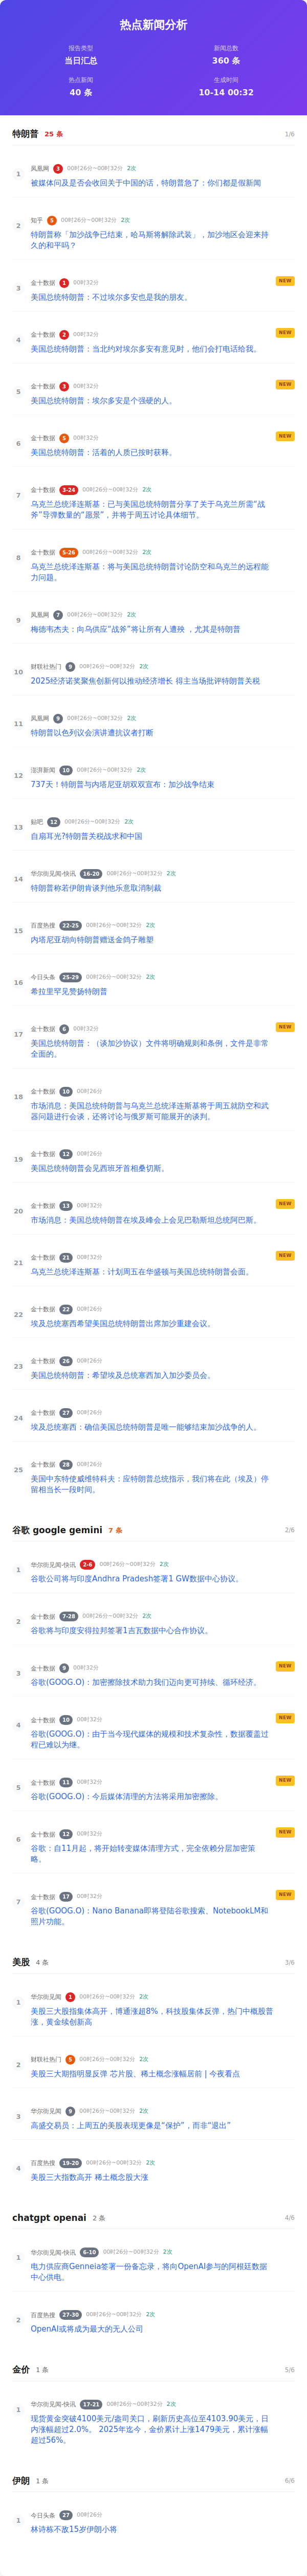 热点新闻分析
报告类型
当日汇总
新闻总数
360 条
热点新闻
40 条
生成时间
10-14 00:32
特朗普 25 条 1/6
1
凤凰网 3 00时26分~00时32分 2次
被媒体问及是否会收回关于中国的话，特朗普急了：你们都是假新闻
2
知乎 5 00时26分~00时32分 2次
特朗普称「加沙战争已结束，哈马斯将解除武装」，加沙地区会迎来持
久的和平吗？
3
金十数据 1 00时32分 NEW
美国总统特朗普：不过埃尔多安也是我的朋友。
4
金十数据 2 00时32分 NEW
美国总统特朗普：当北约对埃尔多安有意见时，他们会打电话给我。
5
金十数据 3 00时32分 NEW
美国总统特朗普：埃尔多安是个强硬的人。
6
金十数据 5 00时32分 NEW
美国总统特朗普：活着的人质已按时获释。
7
金十数据 3-24 00时26分~00时32分 2次
乌克兰总统泽连斯基：已与美国总统特朗普分享了关于乌克兰所需“战
斧”导弹数量的“愿景”，并将于周五讨论具体细节。
8
金十数据 5-26 00时26分~00时32分 2次
乌克兰总统泽连斯基：将与美国总统特朗普讨论防空和乌克兰的远程能
力问题。
9
凤凰网 7 00时26分~00时32分 2次
梅德韦杰夫：向乌供应“战斧”将让所有人遭殃 ，尤其是特朗普
10
财联社热门 9 00时26分~00时32分 2次
2025经济诺奖聚焦创新何以推动经济增长 得主当场批评特朗普关税
11
凤凰网 9 00时26分~00时32分 2次
特朗普以色列议会演讲遭抗议者打断
12
澎湃新闻 10 00时26分~00时32分 2次
737天！特朗普与内塔尼亚胡双双宣布：加沙战争结束
13
贴吧 12 00时26分~00时32分 2次
自扇耳光?特朗普关税战求和中国
14
华尔街见闻-快讯 16-20 00时26分~00时32分 2次
特朗普称若伊朗肯谈判他乐意取消制裁
15
百度热搜 22-25 00时26分~00时32分 2次
内塔尼亚胡向特朗普赠送金鸽子雕塑
16
今日头条 25-29 00时26分~00时32分 2次
希拉里罕见赞扬特朗普
17
金十数据 6 00时32分 NEW
美国总统特朗普：（谈加沙协议）文件将明确规则和条例，文件是非常
全面的。
18
金十数据 10 00时26分
市场消息：美国总统特朗普与乌克兰总统泽连斯基将于周五就防空和武
器问题进行会谈，还将讨论与俄罗斯可能展开的谈判。
19
金十数据 12 00时26分
美国总统特朗普会见西班牙首相桑切斯。
20
金十数据 13 00时32分 NEW
市场消息：美国总统特朗普在埃及峰会上会见巴勒斯坦总统阿巴斯。
21
金十数据 21 00时32分 NEW
乌克兰总统泽连斯基：计划周五在华盛顿与美国总统特朗普会面。
22
金十数据 22 00时26分
埃及总统塞西希望美国总统特朗普出席加沙重建会议。
23
金十数据 26 00时26分
美国总统特朗普：希望埃及总统塞西加入加沙委员会。
24
金十数据 27 00时26分
埃及总统塞西：确信美国总统特朗普是唯一能够结束加沙战争的人。
25
金十数据 28 00时26分
美国中东特使威维特科夫：应特朗普总统指示，我们将在此（埃及）停
留相当长一段时间。
谷歌 google gemini 7 条 2/6
1
华尔街见闻-快讯 2-6 00时26分~00时32分 2次
谷歌公司将与印度Andhra Pradesh签署1 GW数据中心协议。
2
金十数据 7-28 00时26分~00时32分 2次
谷歌将与印度安得拉邦签署1吉瓦数据中心合作协议。
3
金十数据 9 00时32分 NEW
谷歌(GOOG.O)：加密擦除技术助力我们迈向更可持续、循环经济。
4
金十数据 10 00时32分 NEW
谷歌(GOOG.O)：由于当今现代媒体的规模和技术复杂性，数据覆盖过
程已难以为继。
5
金十数据 11 00时32分 NEW
谷歌(GOOG.O)：今后媒体清理的方法将采用加密擦除。
6
金十数据 12 00时32分 NEW
谷歌：自11月起，将开始转变媒体清理方式，完全依赖分层加密策
略。
7
金十数据 17 00时32分 NEW
谷歌(GOOG.O)：Nano Banana即将登陆谷歌搜索、NotebookLM和
照片功能。
美股 4 条 3/6
1
华尔街见闻 1 00时26分~00时32分 2次
美股三大股指集体高开，博通涨超8%，科技股集体反弹，热门中概股普
涨，黄金续创新高
2
财联社热门 5 00时26分~00时32分 2次
美股三大期指明显反弹 芯片股、稀土概念涨幅居前 | 今夜看点
3
华尔街见闻 9 00时26分~00时32分 2次
高盛交易员：上周五的美股表现更像是“保护”，而非“退出”
4
百度热搜 19-20 00时26分~00时32分 2次
美股三大指数高开 稀土概念股大涨
chatgpt openai 2 条 4/6
1
华尔街见闻-快讯 6-10 00时26分~00时32分 2次
电力供应商Genneia签署一份备忘录，将向OpenAI参与的阿根廷数据
中心供电。
2
百度热搜 27-30 00时26分~00时32分 2次
OpenAI或将成为最大的无人公司
金价 1 条 5/6
1
华尔街见闻-快讯 17-21 00时26分~00时32分 2次
现货黄金突破4100美元/盎司关口，刷新历史高位至4103.90美元，日
内涨幅超过2.0%。 2025年迄今，金价累计上涨1479美元，累计涨幅
超过56%。
伊朗 1 条 6/6
1
今日头条 27 00时26分
林诗栋不敌15岁伊朗小将